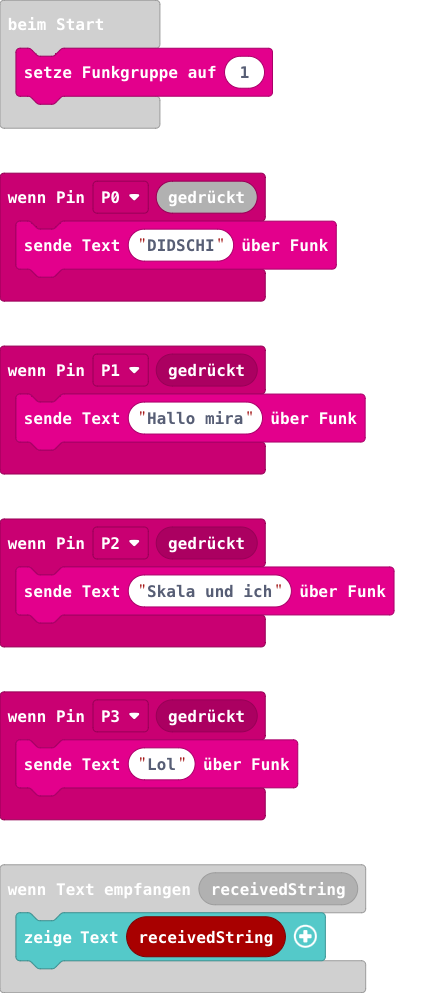 beim Start
setze Funkgruppe auf 1
wenn Pin P0 gedrückt
sende Text "DIDSCHI" über Funk
wenn Pin P1 gedrückt
sende Text "Hallo mira" über Funk
wenn Pin P2 gedrückt
sende Text "Skala und ich" über Funk
wenn Pin P3 gedrückt
sende Text "Lol" über Funk
wenn Text empfangen receivedString
zeige Text receivedString